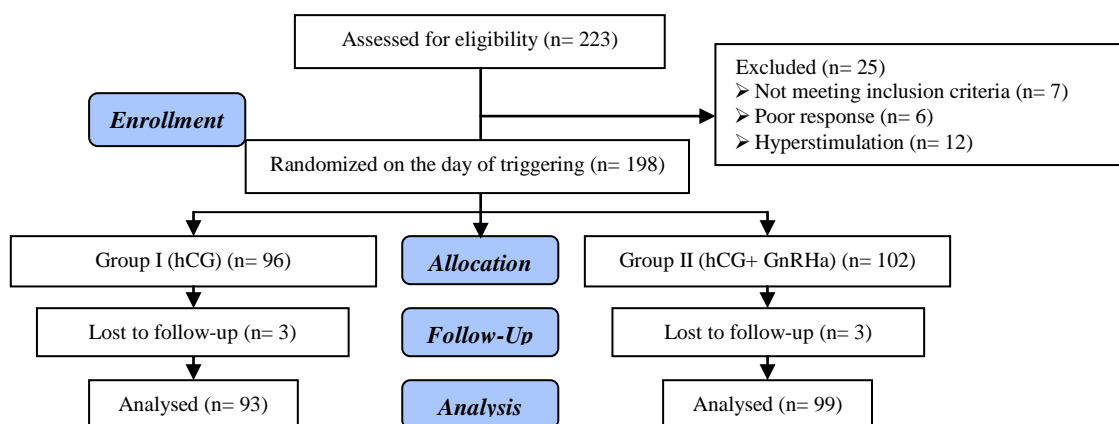 Assessed for eligibility (n= 223)
Excluded (n= 25)
➢ Not meeting inclusion criteria (n= 7)
➢ Poor response (n= 6)
➢ Hyperstimulation (n= 12)
Enrollment
Randomized on the day of triggering (n= 198)
Group I (hCG) (n= 96)
Allocation
Group II (hCG+ GnRHa) (n= 102)
Lost to follow-up (n= 3)
Follow-Up
Lost to follow-up (n= 3)
Analysed (n= 93)
Analysis
Analysed (n= 99)